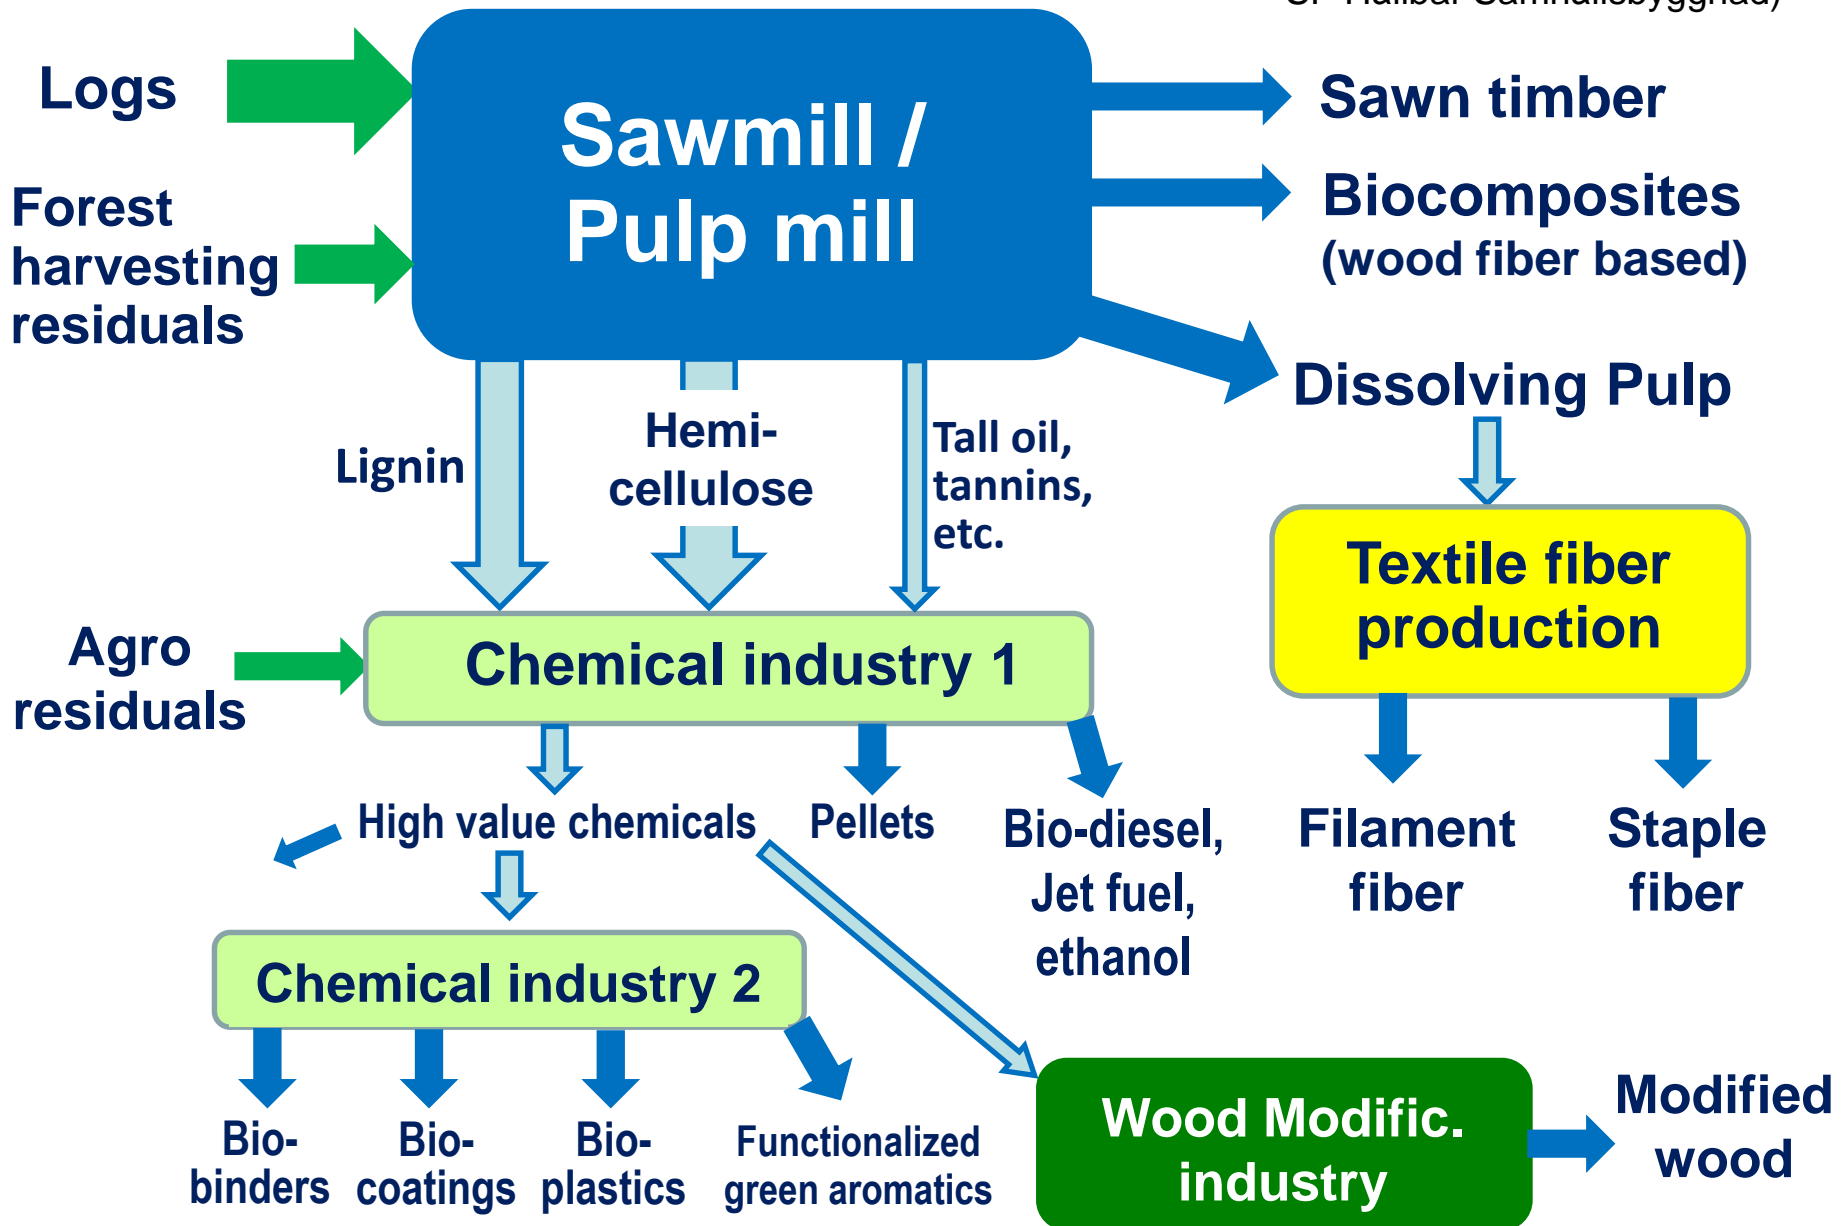 SP Hållbar Samhällsbyggnad)
Logs
Sawmill /
Pulp mill
Sawn timber
Forest
harvesting
residuals
Biocomposites
(wood fiber based)
Dissolving Pulp
Lignin
Hemi-
cellulose
Tall oil,
tannins,
etc.
Textile fiber
production
Agro
residuals
Chemical industry 1
High value chemicals
Pellets
Bio-diesel,
Jet fuel,
ethanol
Filament
fiber
Staple
fiber
Chemical industry 2
Bio-
binders
Bio-
coatings
Bio-
plastics
Functionalized
green aromatics
Wood Modific.
industry
Modified
wood